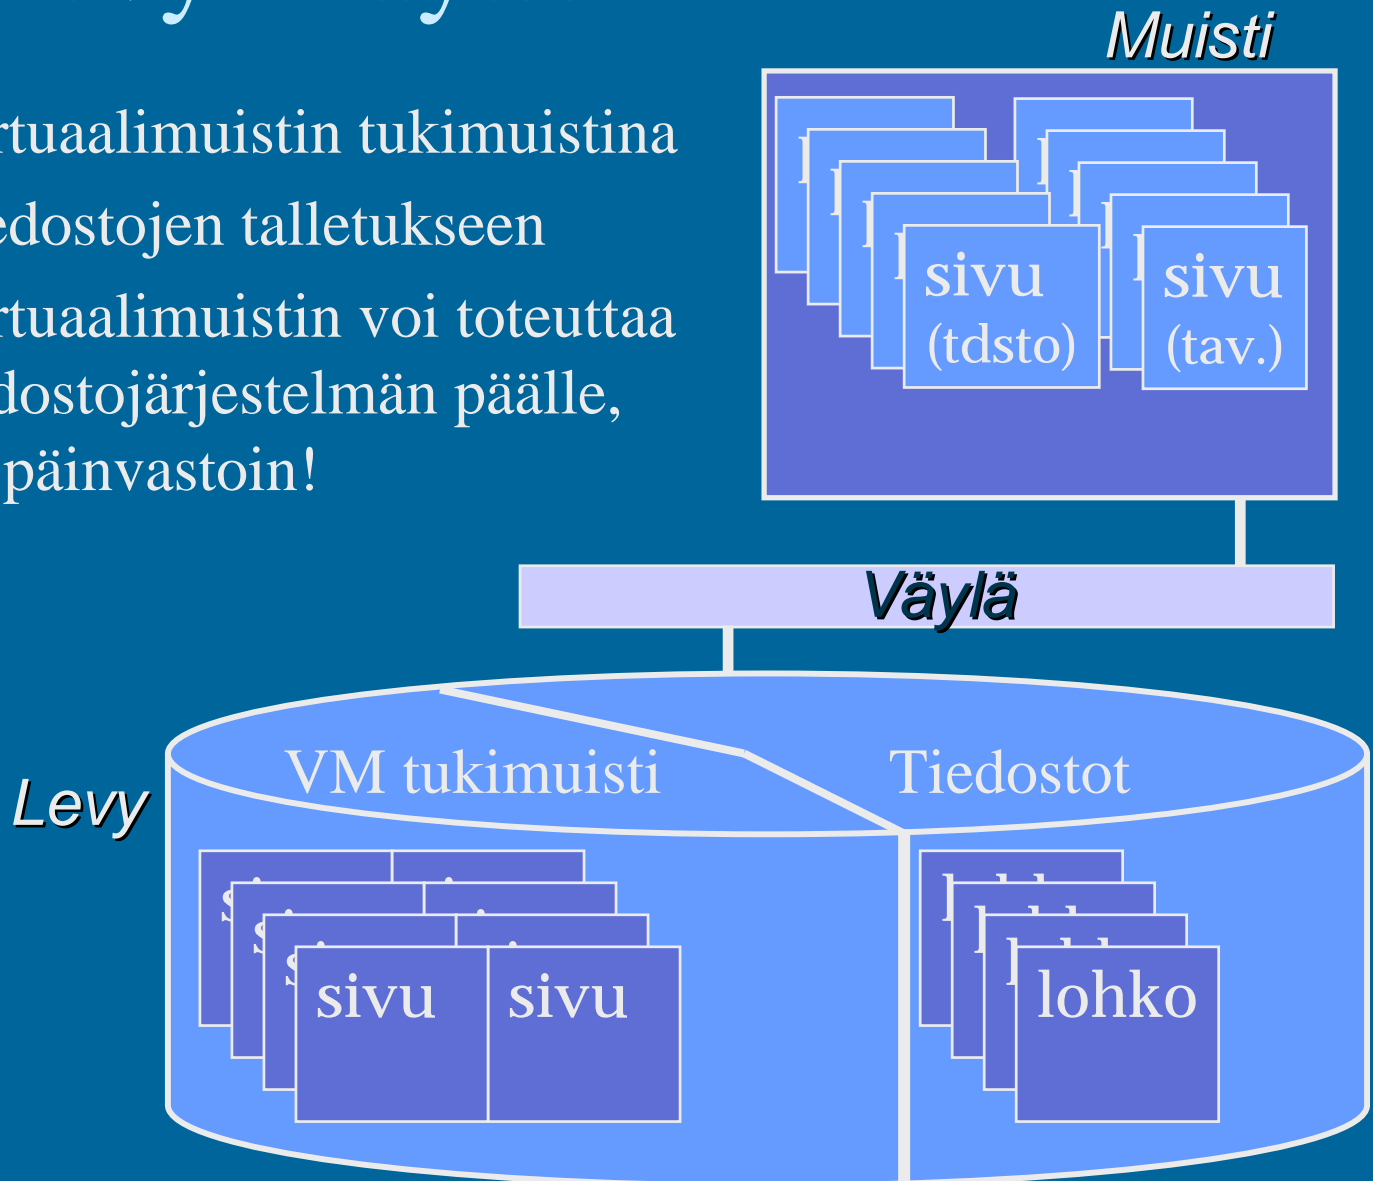 Muisti
rtuaalimuistin tukimuistina
edostojen talletukseen
rtuaalimuistin voi toteuttaa
dostojärjestelmän päälle,
päinvastoin!
sivu
(tdsto)
sivu
(tav.)
Väylä
VM tukimuisti
Tiedostot
Levy
sivu
sivu
lohko